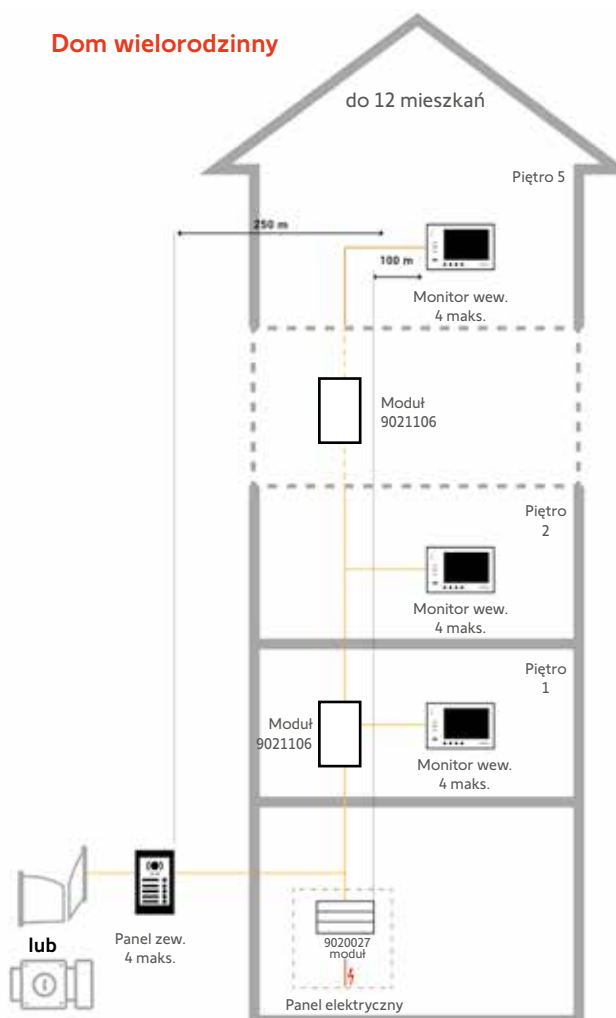 Dom wielorodzinny
do 12 mieszkań
Piętro 5
250 m
100 m
Monitor wew.
4 maks.
Moduł
9021106
Piętro
2
Monitor wew.
4 maks.
Piętro
1
Moduł
9021106
Monitor wew.
4 maks.
lub
Panel zew.
4 maks.
9020027
moduł
Panel elektryczny